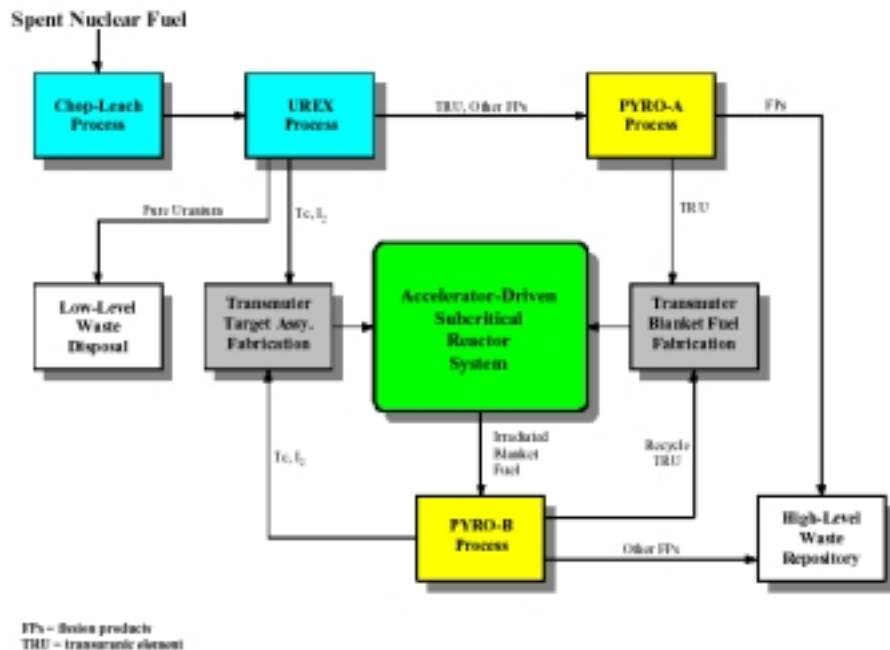 Spent Nuclear Fuel
Chop-Leach
Process
UREX
Process
TRU, Other FPs
PYRO-A
Process
FPs
Pure Uranium
Tc, I2
TRU
Low-Level
Waste
Disposal
Transmuter
Target Assy.
Fabrication
Accelerator-Driven
Subcritical
Reactor
System
Transmuter
Blanket Fuel
Fabrication
Tc, I2
Irradiated
Blanket
Fuel
Recycle
TRU
PYRO-B
Process
Other FPs
High-Level
Waste
Repository
FPs – fission products
TRU – transuranic element